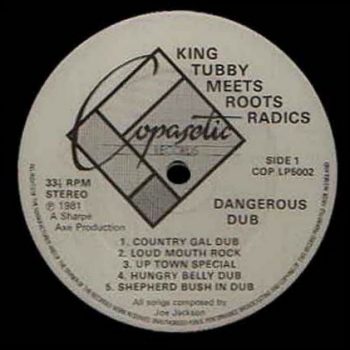 KING
TUBBY
MEETS
ROOTS
RADICS
Copasetic
RECORDS
33⅓ RPM
STEREO
℗ 1981
A Sharpe
Axe Production
SIDE 1
COP LP5002
DANGEROUS
DUB
1. COUNTRY GAL DUB
2. LOUD MOUTH ROCK
3. UP TOWN SPECIAL
4. HUNGRY BELLY DUB
5. SHEPHERD BUSH IN DUB
All songs composed by
Joe Jackson